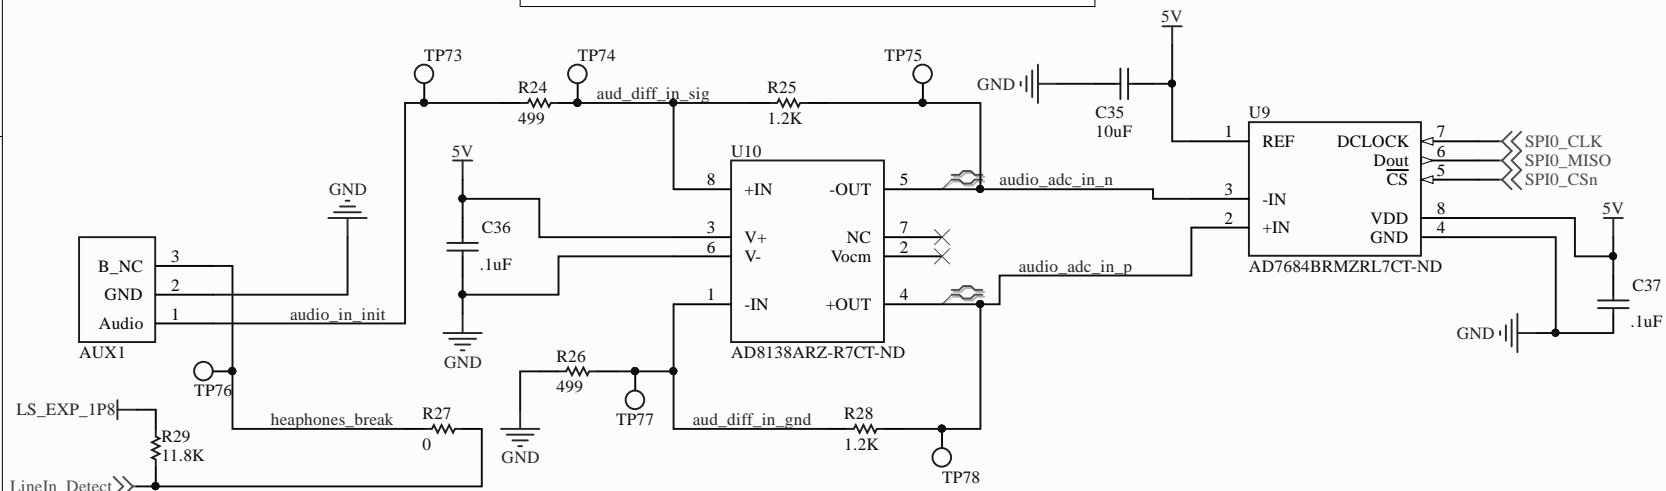 5V
TP73
TP74
TP75
R24
499
aud_diff_in_sig
R25
1.2K
GND
C35
10uF
U9
1
REF
DCLOCK
7
SPI0_CLK
Dout
6
SPI0_MISO
CS
5
SPI0_CSn
3
-IN
2
+IN
VDD
8
GND
4
AD7684BRMZRL7CT-ND
5V
C37
.1uF
GND
5V
C36
.1uF
GND
U10
8
+IN
-OUT
5
audio_adc_in_n
3
V+
NC
7
6
V-
Vocm
2
audio_adc_in_p
1
-IN
+OUT
4
AD8138ARZ-R7CT-ND
GND
B_NC
3
GND
2
Audio
1
audio_in_init
AUX1
TP76
R26
499
TP77
GND
aud_diff_in_gnd
R28
1.2K
TP78
LS_EXP_1P8
R29
11.8K
heaphones_break
R27
0
LineIn_Detect